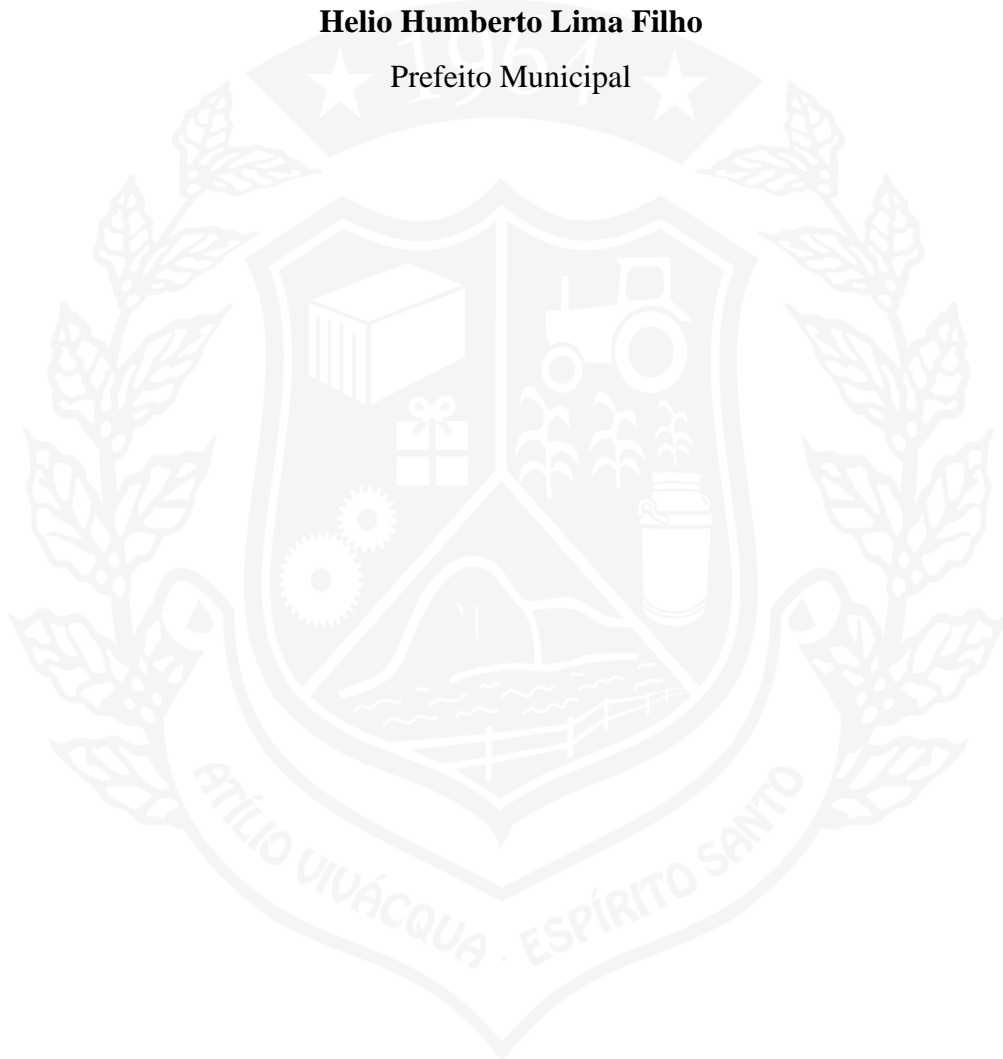 Helio Humberto Lima Filho
1964
Prefeito Municipal
ATÍLIO VIVÁCQUA · ESPÍRITO SANTO